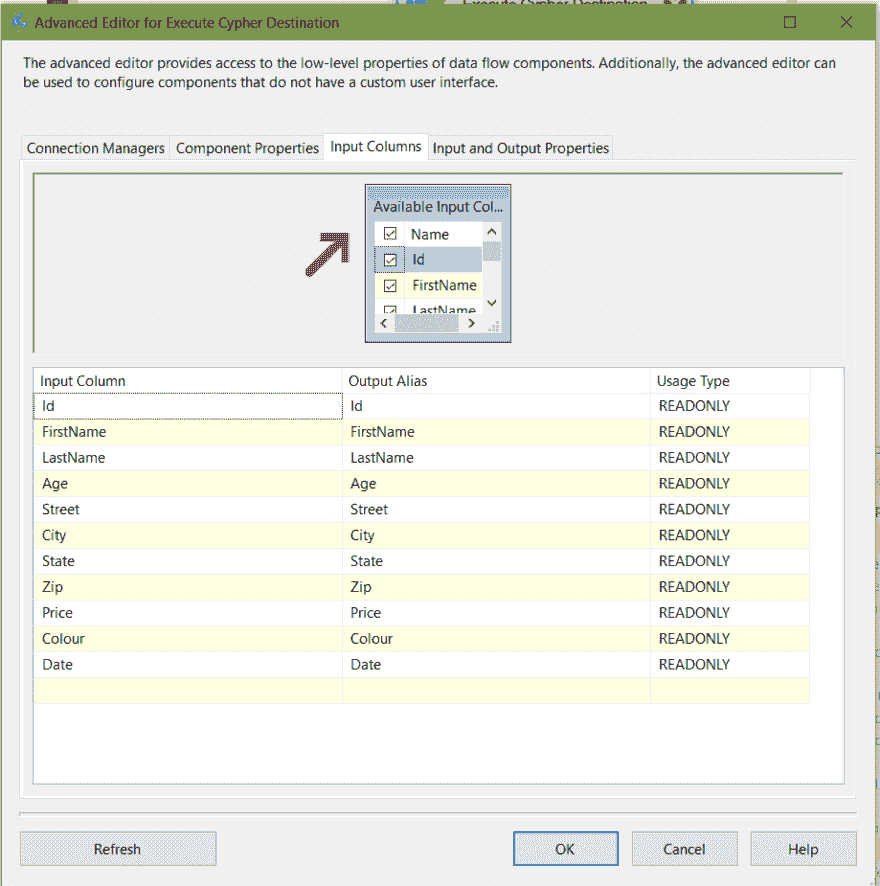 Advanced Editor for Execute Cypher Destination
The advanced editor provides access to the low-level properties of data flow components. Additionally, the advanced editor can
be used to configure components that do not have a custom user interface.
Connection Managers Component Properties Input Columns Input and Output Properties
Available Input Col...
Name
Id
FirstName
LastName
Input Column Output Alias Usage Type
Id Id READONLY
FirstName FirstName READONLY
LastName LastName READONLY
Age Age READONLY
Street Street READONLY
City City READONLY
State State READONLY
Zip Zip READONLY
Price Price READONLY
Colour Colour READONLY
Date Date READONLY
Refresh OK Cancel Help